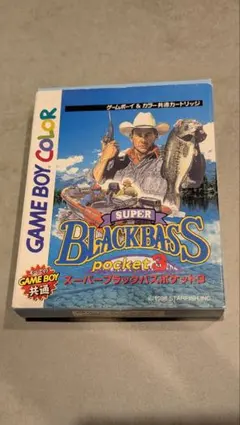 ゲームボーイ&カラー共通カートリッジ
GAME BOY COLOR
SUPER
BLACKBASS
pocket3
スーパーブラックバスポケット3
GAME BOY
共通
©1998 STARFISH, INC.